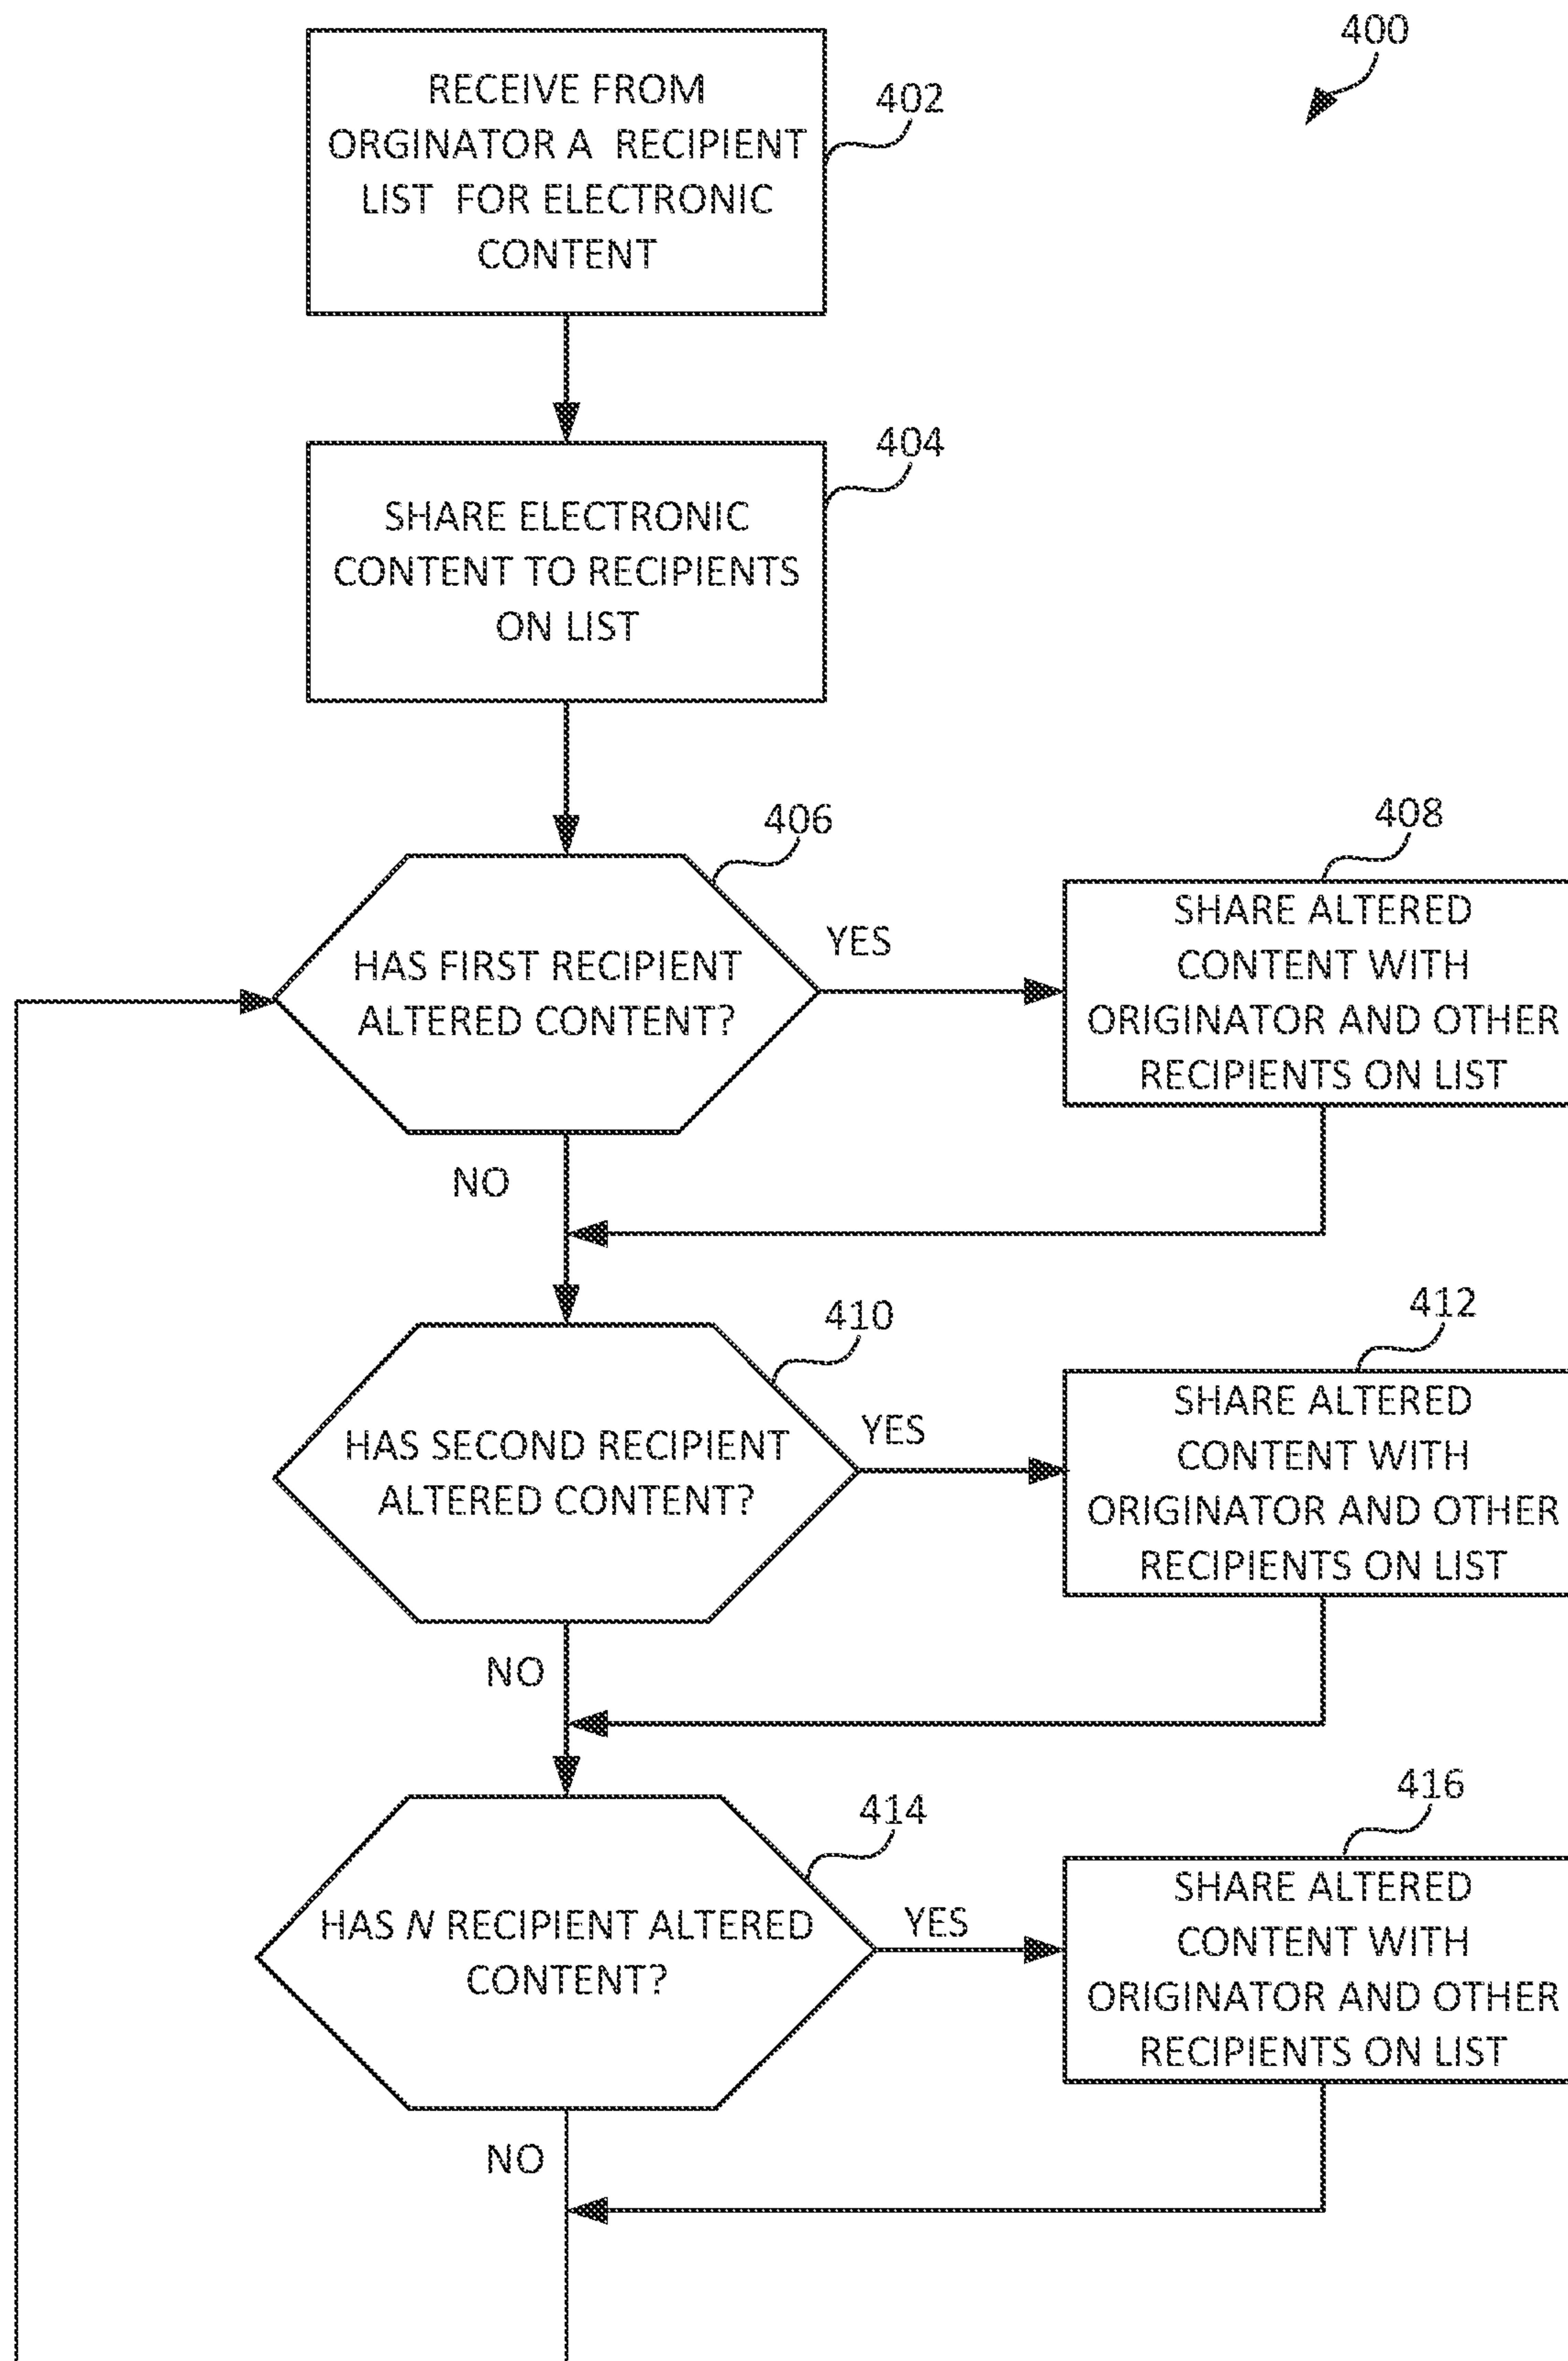 400
RECEIVE FROM
ORGINATOR A RECIPIENT
LIST FOR ELECTRONIC
CONTENT
402
SHARE ELECTRONIC
CONTENT TO RECIPIENTS
ON LIST
404
HAS FIRST RECIPIENT
ALTERED CONTENT?
406
YES
NO
SHARE ALTERED
CONTENT WITH
ORIGINATOR AND OTHER
RECIPIENTS ON LIST
408
HAS SECOND RECIPIENT
ALTERED CONTENT?
410
YES
NO
SHARE ALTERED
CONTENT WITH
ORIGINATOR AND OTHER
RECIPIENTS ON LIST
412
HAS N RECIPIENT ALTERED
CONTENT?
414
YES
NO
SHARE ALTERED
CONTENT WITH
ORIGINATOR AND OTHER
RECIPIENTS ON LIST
416